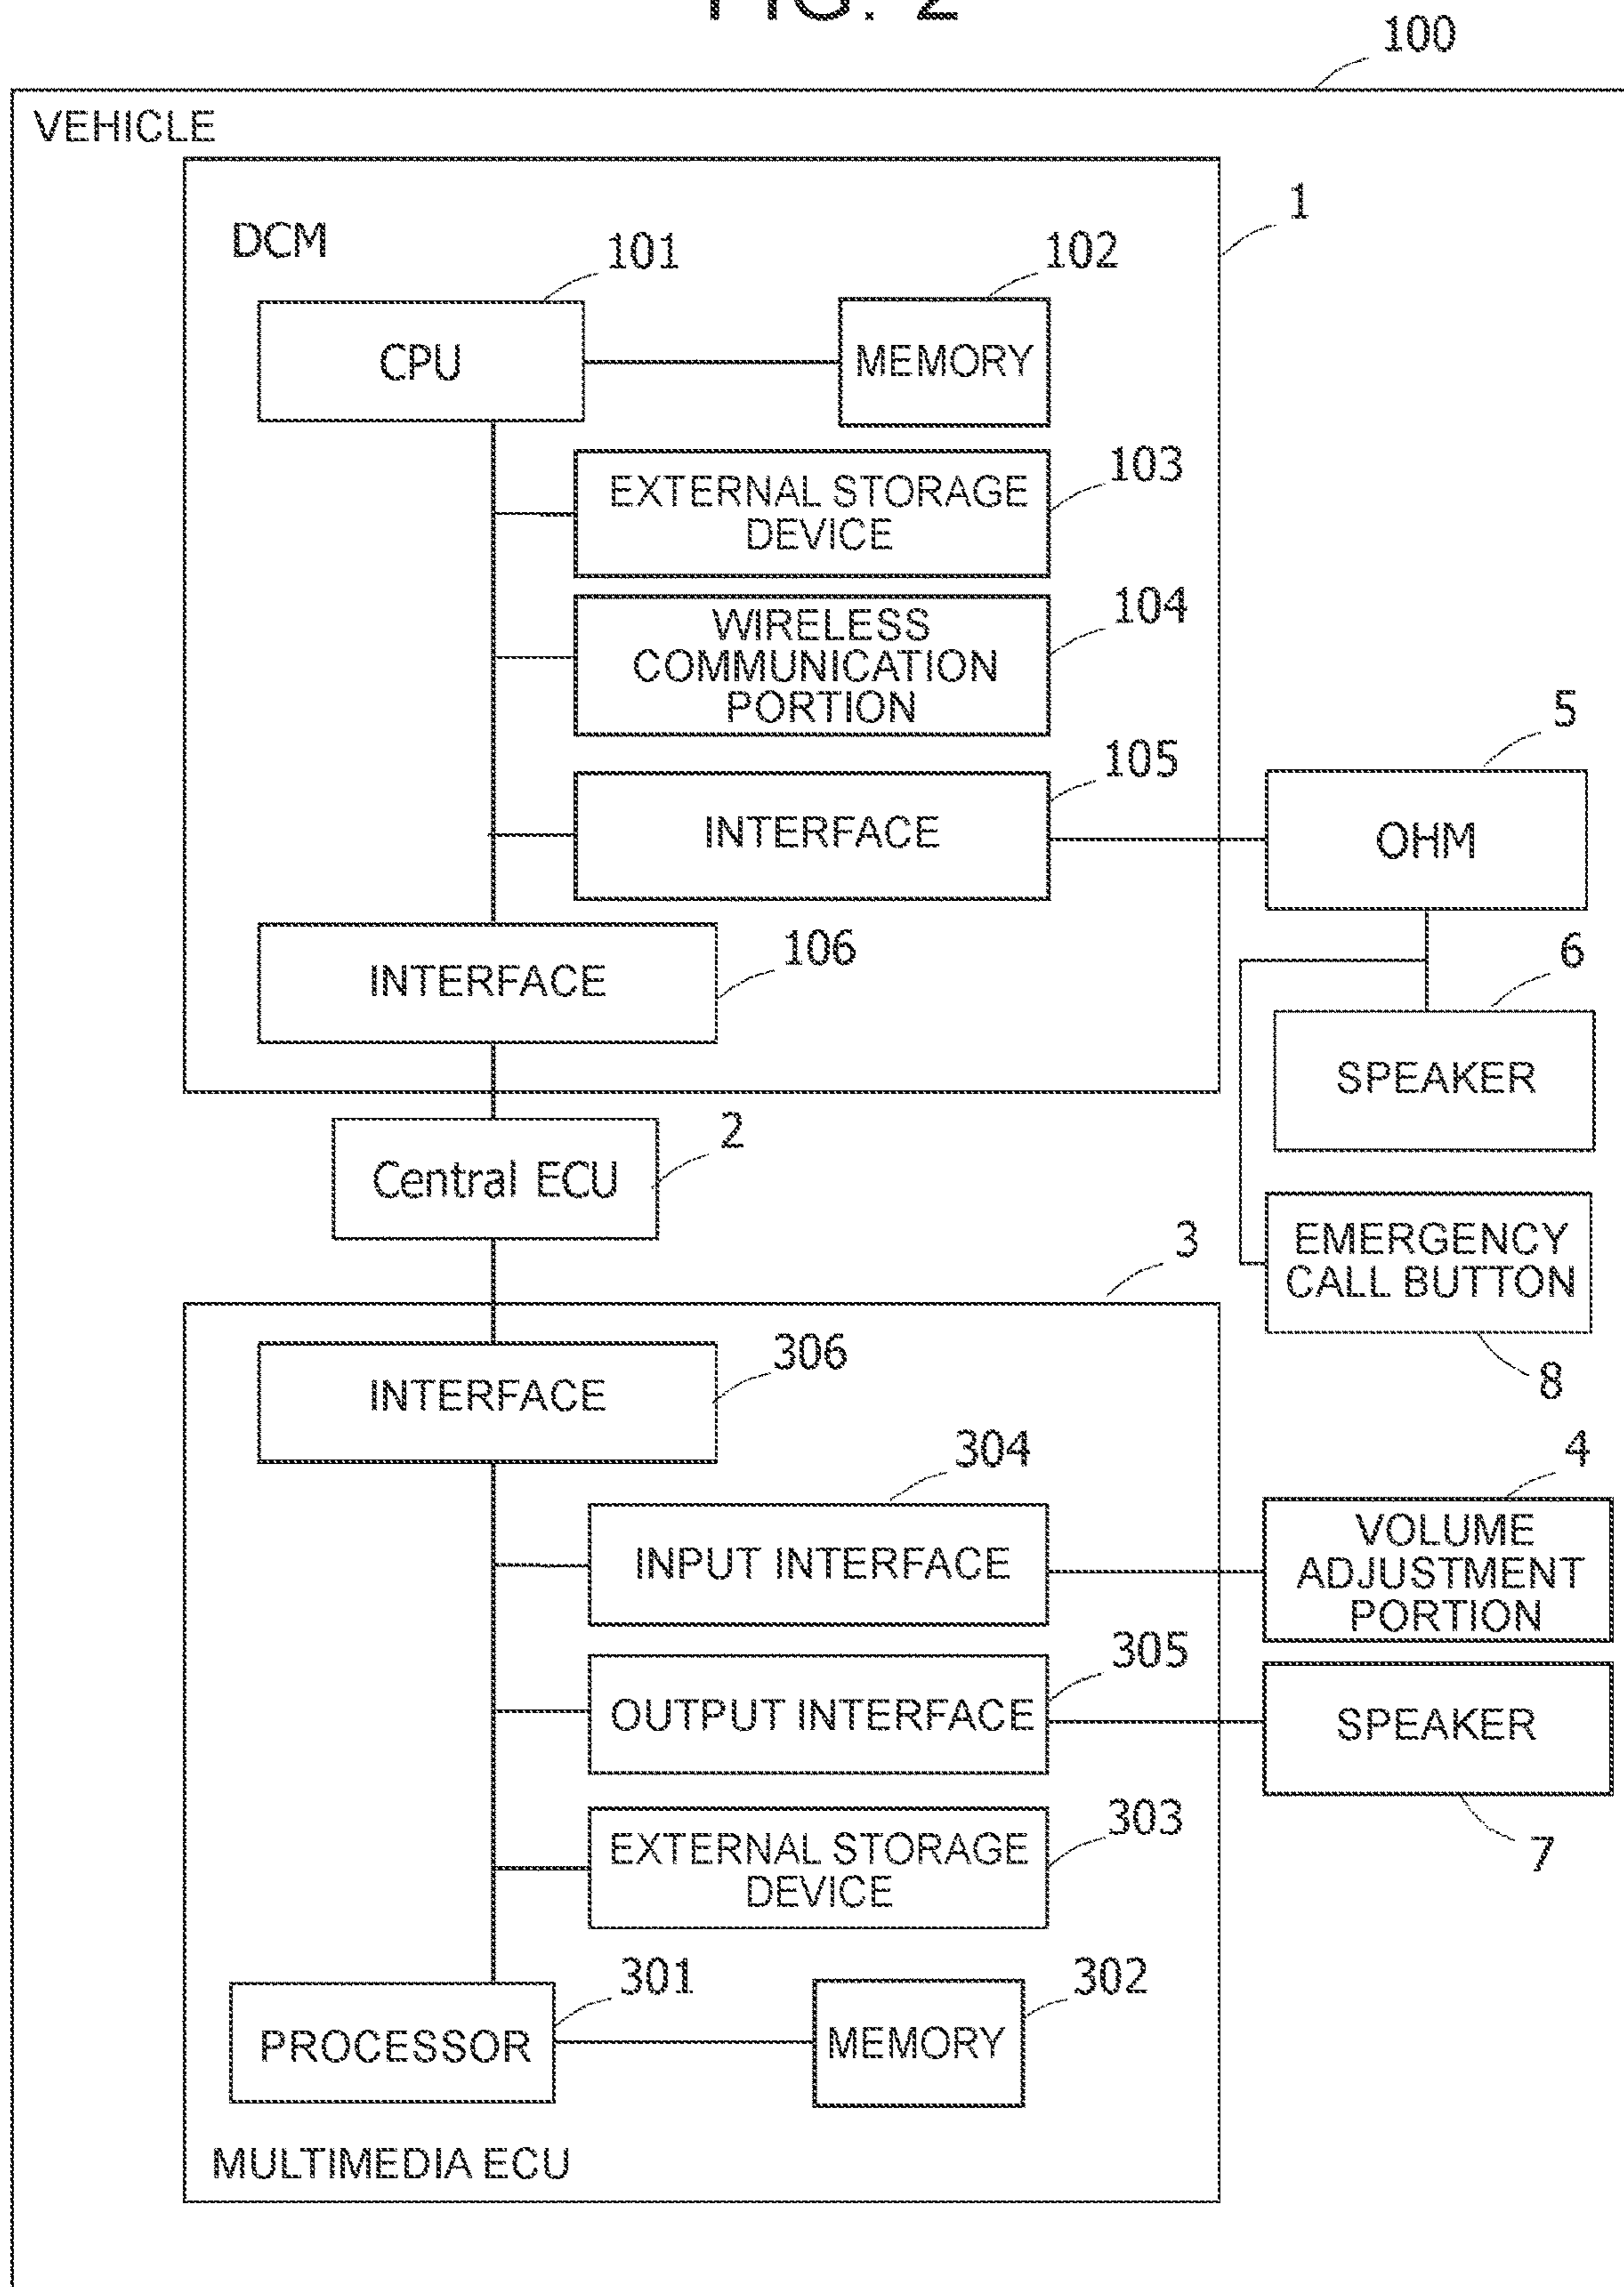 FIG. 2
100
VEHICLE
1
DCM
101
102
CPU
MEMORY
103
EXTERNAL STORAGE
DEVICE
104
WIRELESS
COMMUNICATION
PORTION
5
105
INTERFACE
OHM
106
6
INTERFACE
SPEAKER
2
Central ECU
EMERGENCY
CALL BUTTON
3
8
306
INTERFACE
304
4
INPUT INTERFACE
VOLUME
ADJUSTMENT
PORTION
305
OUTPUT INTERFACE
SPEAKER
303
7
EXTERNAL STORAGE
DEVICE
301
302
PROCESSOR
MEMORY
MULTIMEDIA ECU